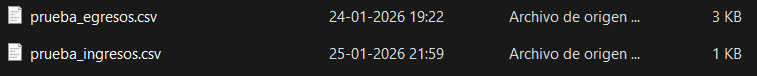 prueba_egresos.csv 24-01-2026 19:22 Archivo de origen ... 3 KB
prueba_ingresos.csv 25-01-2026 21:59 Archivo de origen ... 1 KB